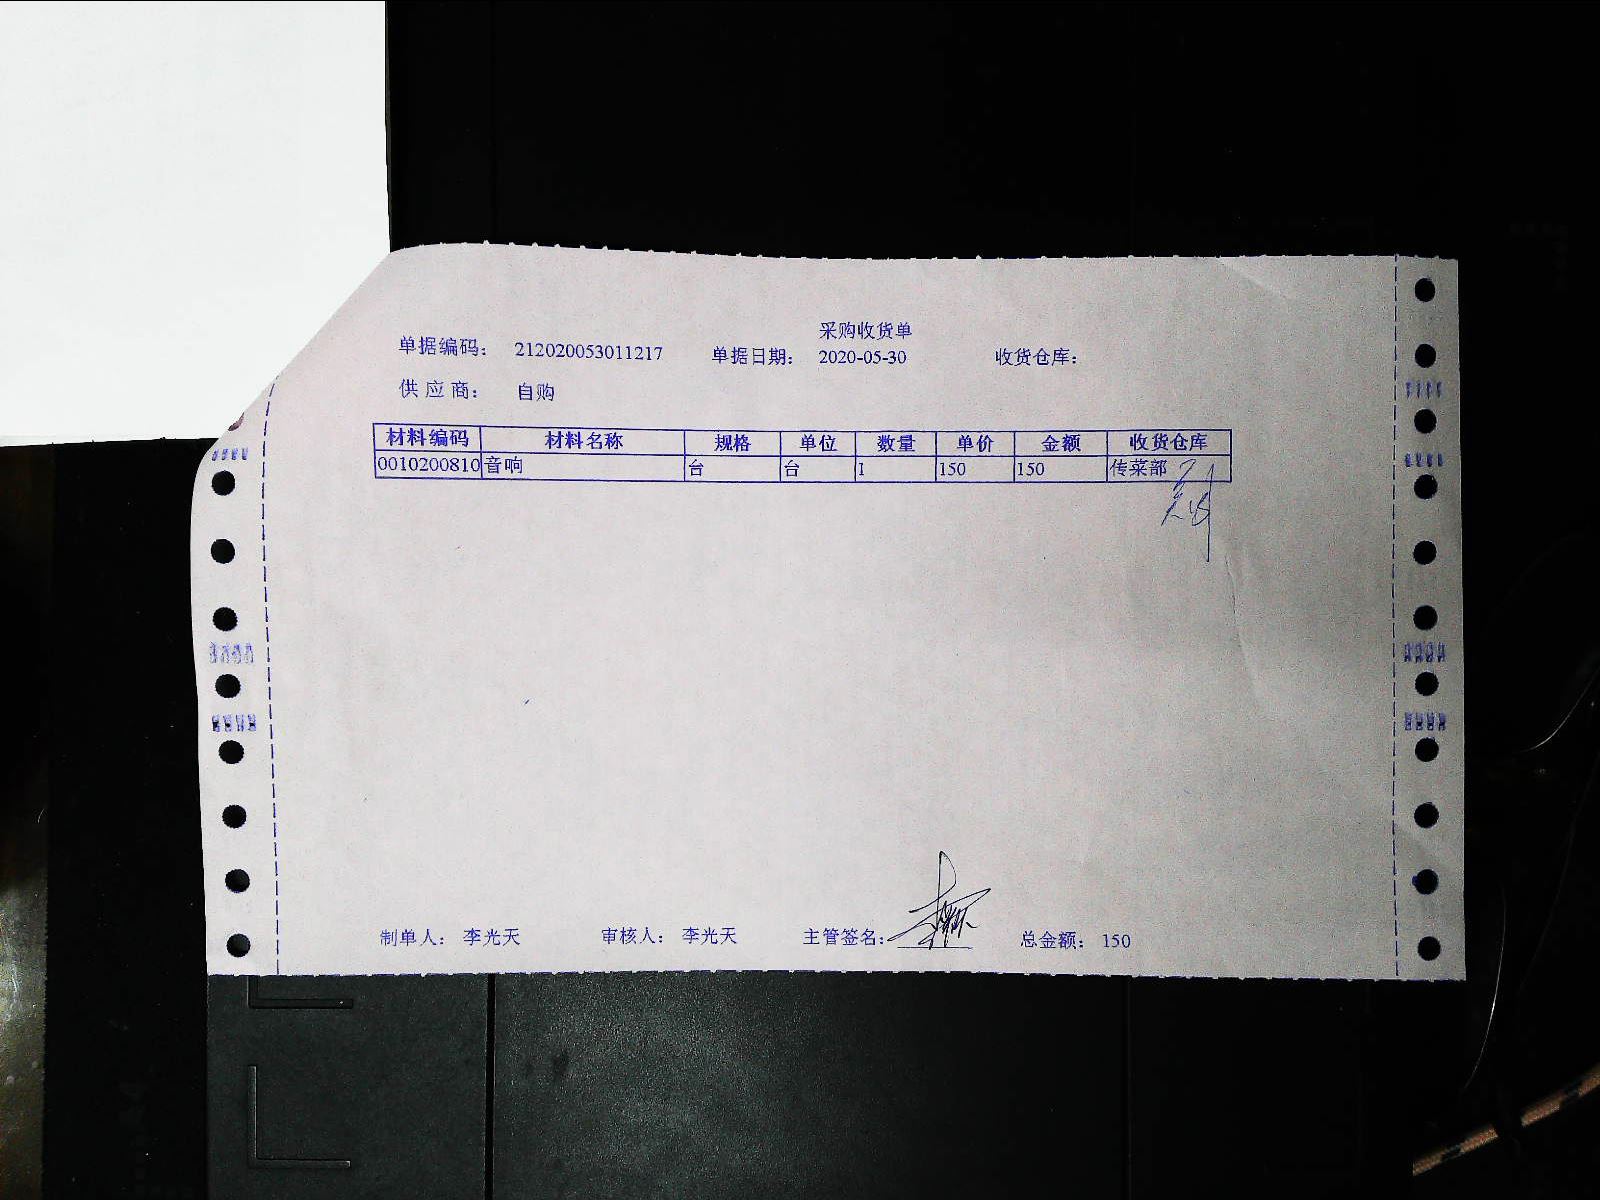 采购收货单
单据编码： 212020053011217 单据日期： 2020-05-30 收货仓库：
供 应 商： 自购
材料编码 材料名称 规格 单位 数量 单价 金额 收货仓库
0010200810 音响 台 台 1 150 150 传菜部
制单人： 李光天 审核人： 李光天 主管签名： 总金额： 150